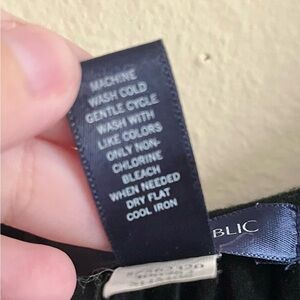 MACHINE
WASH COLD
GENTLE CYCLE
WASH WITH
LIKE COLORS
ONLY NON-
CHLORINE
BLEACH
WHEN NEEDED
DRY FLAT
COOL IRON
BLIC